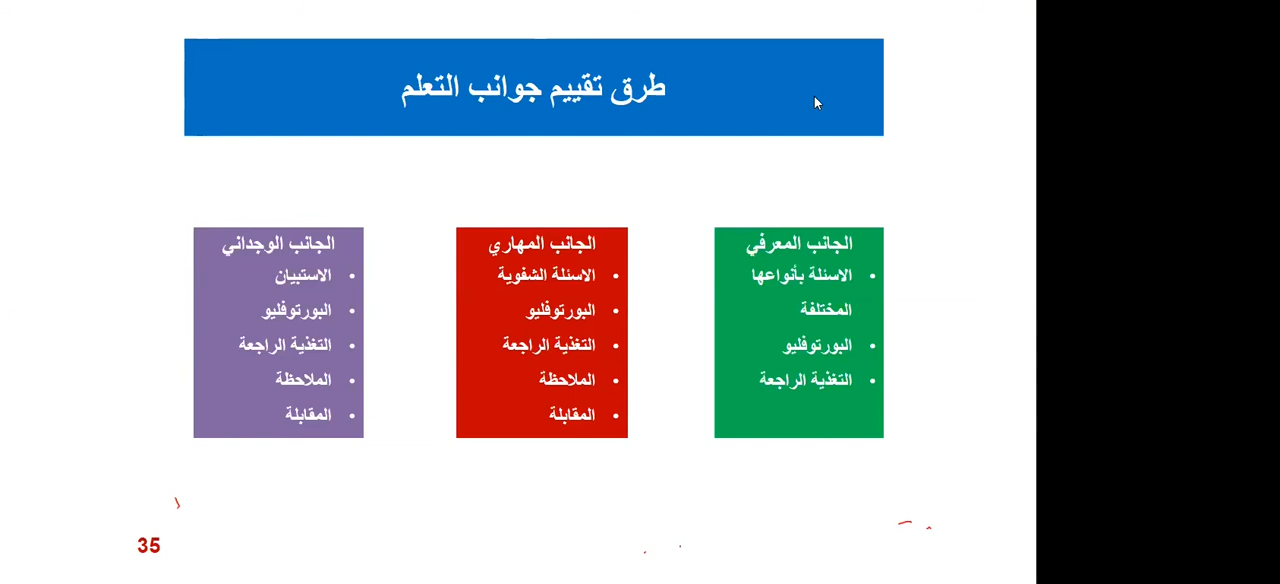 طرق تقييم جوانب التعلم
الجانب المعرفي
• الاسئلة بأنواعها
المختلفة
• البورتوفليو
• التغذية الراجعة
الجانب المهاري
• الاسئلة الشفوية
• البورتوفليو
• التغذية الراجعة
• الملاحظة
• المقابلة
الجانب الوجداني
• الاستبيان
• البورتوفليو
• التغذية الراجعة
• الملاحظة
• المقابلة
35